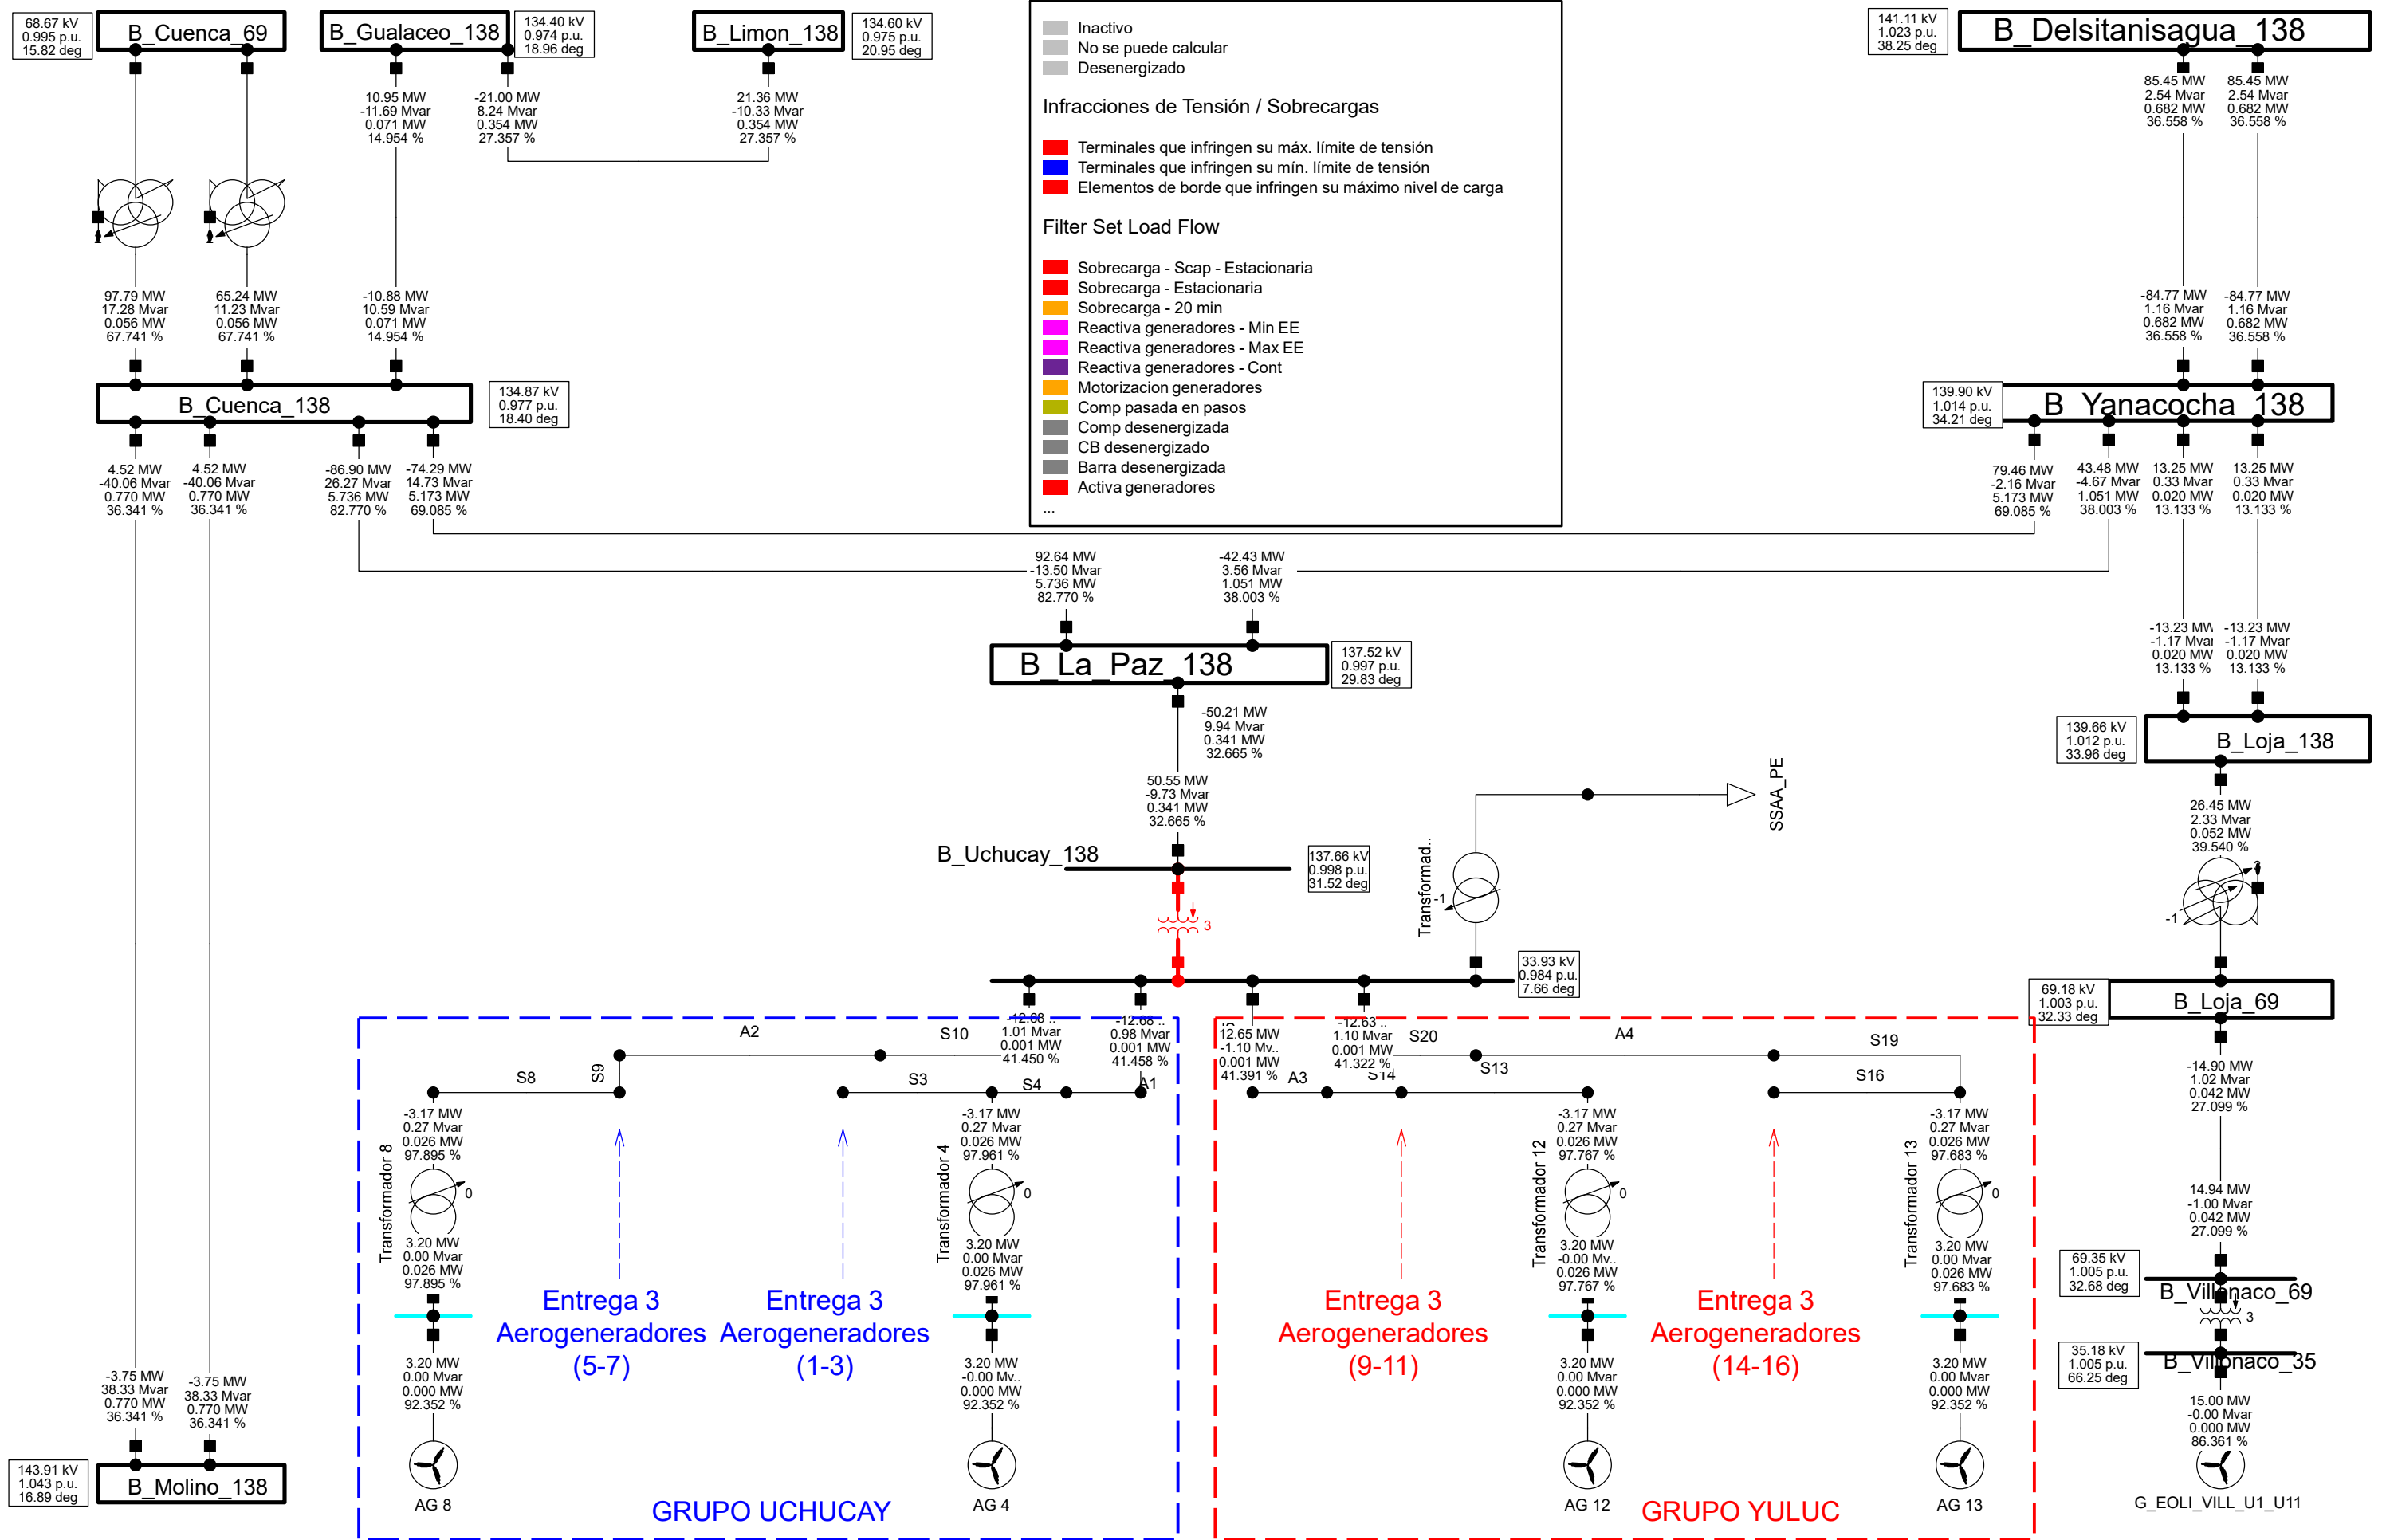 68.67 kV
0.995 p.u.
15.82 deg
B_Cuenca_69
B_Gualaceo_138
134.40 kV
0.974 p.u.
18.96 deg
B_Limon_138
134.60 kV
0.975 p.u.
20.95 deg
Inactivo
No se puede calcular
Desenergizado
Infracciones de Tensión / Sobrecargas
Terminales que infringen su máx. límite de tensión
Terminales que infringen su mín. límite de tensión
Elementos de borde que infringen su máximo nivel de carga
Filter Set Load Flow
Sobrecarga - Scap - Estacionaria
Sobrecarga - Estacionaria
Sobrecarga - 20 min
Reactiva generadores - Min EE
Reactiva generadores - Max EE
Reactiva generadores - Cont
Motorizacion generadores
Comp pasada en pasos
Comp desenergizada
CB desenergizado
Barra desenergizada
Activa generadores
...
141.11 kV
1.023 p.u.
38.25 deg
B_Delsitanisagua_138
10.95 MW
-11.69 Mvar
0.071 MW
14.954 %
-21.00 MW
8.24 Mvar
0.354 MW
27.357 %
21.36 MW
-10.33 Mvar
0.354 MW
27.357 %
85.45 MW
2.54 Mvar
0.682 MW
36.558 %
85.45 MW
2.54 Mvar
0.682 MW
36.558 %
97.79 MW
17.28 Mvar
0.056 MW
67.741 %
65.24 MW
11.23 Mvar
0.056 MW
67.741 %
-10.88 MW
10.59 Mvar
0.071 MW
14.954 %
-84.77 MW
1.16 Mvar
0.682 MW
36.558 %
-84.77 MW
1.16 Mvar
0.682 MW
36.558 %
B_Cuenca_138
134.87 kV
0.977 p.u.
18.40 deg
139.90 kV
1.014 p.u.
34.21 deg
B_Yanacocha_138
4.52 MW
-40.06 Mvar
0.770 MW
36.341 %
4.52 MW
-40.06 Mvar
0.770 MW
36.341 %
-86.90 MW
26.27 Mvar
5.736 MW
82.770 %
-74.29 MW
14.73 Mvar
5.173 MW
69.085 %
79.46 MW
-2.16 Mvar
5.173 MW
69.085 %
43.48 MW
-4.67 Mvar
1.051 MW
38.003 %
13.25 MW
0.33 Mvar
0.020 MW
13.133 %
13.25 MW
0.33 Mvar
0.020 MW
13.133 %
92.64 MW
-13.50 Mvar
5.736 MW
82.770 %
-42.43 MW
3.56 Mvar
1.051 MW
38.003 %
B_La_Paz_138
137.52 kV
0.997 p.u.
29.83 deg
-13.23 MW
-1.17 Mvar
0.020 MW
13.133 %
-13.23 MW
-1.17 Mvar
0.020 MW
13.133 %
-50.21 MW
9.94 Mvar
0.341 MW
32.665 %
50.55 MW
-9.73 Mvar
0.341 MW
32.665 %
139.66 kV
1.012 p.u.
33.96 deg
B_Loja_138
SSAA_PE
26.45 MW
2.33 Mvar
0.052 MW
39.540 %
B_Uchucay_138
137.66 kV
0.998 p.u.
31.52 deg
3
Transformad..
-1
3
-1
33.93 kV
0.984 p.u.
7.66 deg
69.18 kV
1.003 p.u.
32.33 deg
B_Loja_69
-12.68 ..
1.01 Mvar
0.001 MW
41.450 %
-12.68 ..
0.98 Mvar
0.001 MW
41.458 %
12.65 MW
-1.10 Mv..
0.001 MW
41.391 %
-12.63 ..
1.10 Mvar
0.001 MW
41.322 %
A2
S10
S9
S8
S3
S4
A1
S20
A4
S19
A3
S14
S13
S16
-3.17 MW
0.27 Mvar
0.026 MW
97.895 %
-3.17 MW
0.27 Mvar
0.026 MW
97.961 %
-3.17 MW
0.27 Mvar
0.026 MW
97.767 %
-3.17 MW
0.27 Mvar
0.026 MW
97.683 %
-14.90 MW
1.02 Mvar
0.042 MW
27.099 %
Transformador 8
0
Transformador 4
0
Transformador 12
0
Transformador 13
0
3.20 MW
0.00 Mvar
0.026 MW
97.895 %
3.20 MW
0.00 Mvar
0.026 MW
97.961 %
3.20 MW
-0.00 Mv..
0.026 MW
97.767 %
3.20 MW
0.00 Mvar
0.026 MW
97.683 %
14.94 MW
-1.00 Mvar
0.042 MW
27.099 %
Entrega 3
Aerogeneradores
(5-7)
Entrega 3
Aerogeneradores
(1-3)
Entrega 3
Aerogeneradores
(9-11)
Entrega 3
Aerogeneradores
(14-16)
69.35 kV
1.005 p.u.
32.68 deg
B_Villonaco_69
3
35.18 kV
1.005 p.u.
66.25 deg
B_Villonaco_35
-3.75 MW
38.33 Mvar
0.770 MW
36.341 %
-3.75 MW
38.33 Mvar
0.770 MW
36.341 %
3.20 MW
0.00 Mvar
0.000 MW
92.352 %
3.20 MW
-0.00 Mv..
0.000 MW
92.352 %
3.20 MW
0.00 Mvar
0.000 MW
92.352 %
3.20 MW
0.00 Mvar
0.000 MW
92.352 %
15.00 MW
-0.00 Mvar
0.000 MW
86.361 %
143.91 kV
1.043 p.u.
16.89 deg
B_Molino_138
AG 8
AG 4
AG 12
AG 13
G_EOLI_VILL_U1_U11
GRUPO UCHUCAY
GRUPO YULUC